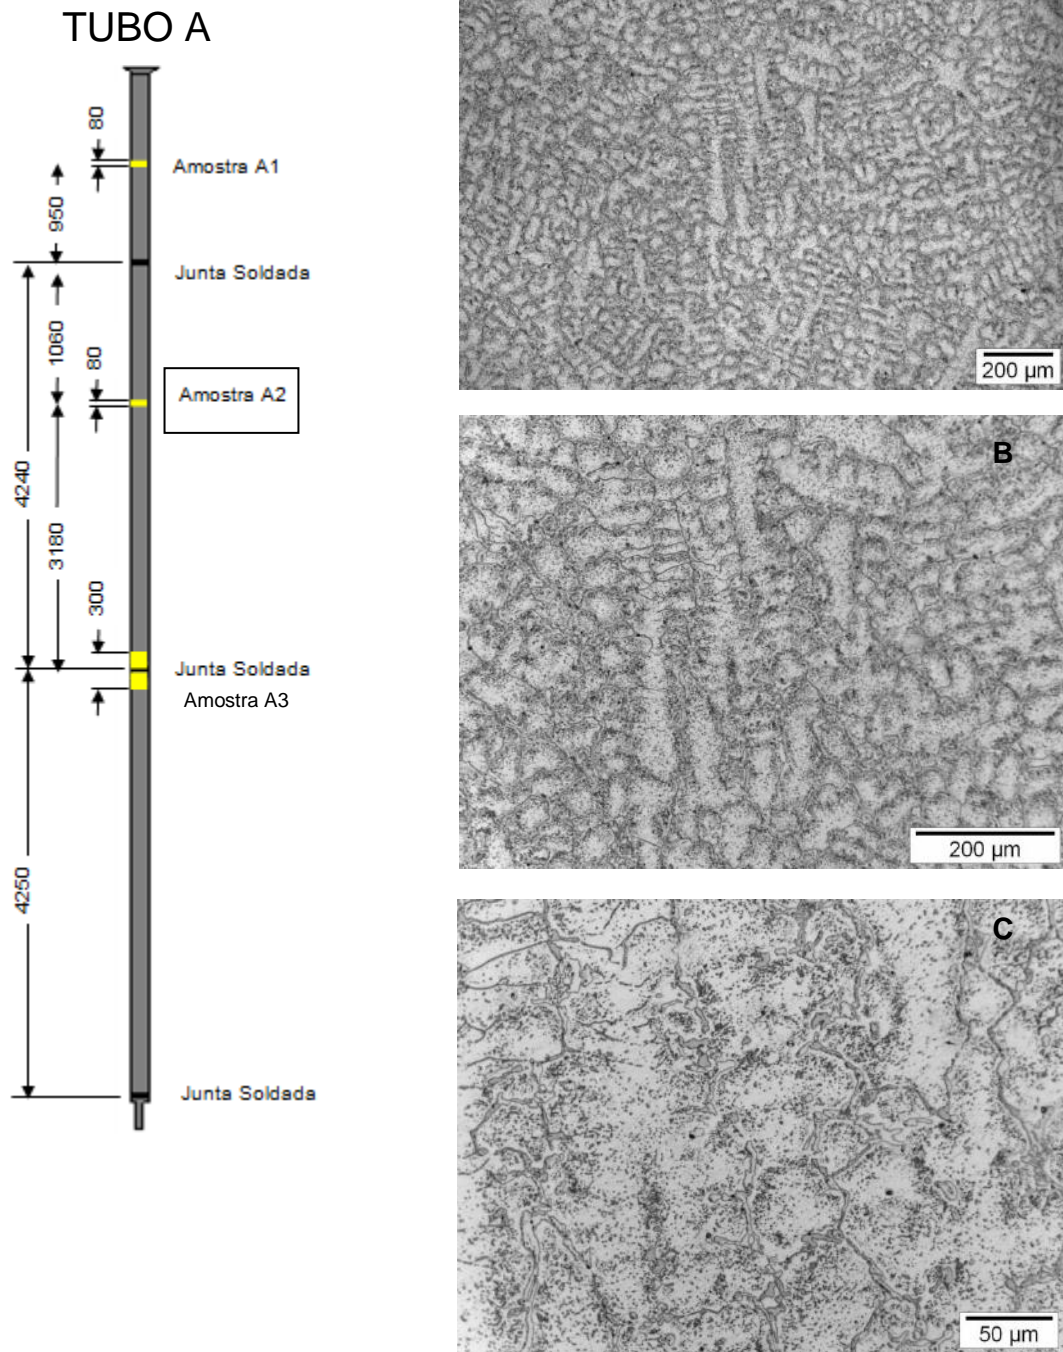 TUBO A
80
Amostra A1
950
Junta Soldada
1060
80
Amostra A2
4240
3180
300
Junta Soldada
Amostra A3
4250
Junta Soldada
200 µm
B
200 µm
C
50 µm